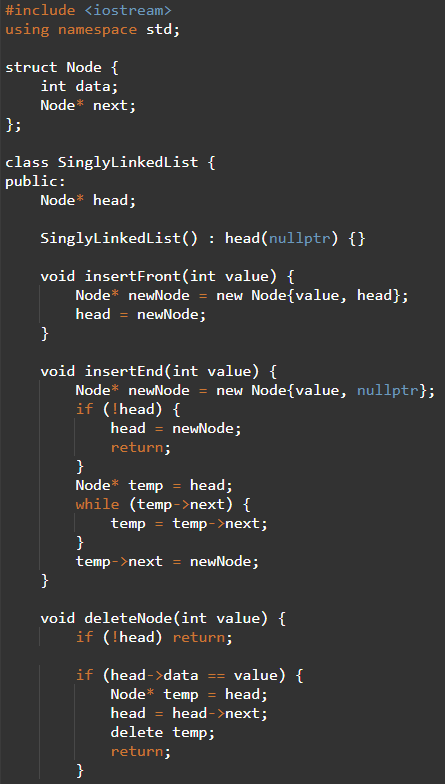 #include <iostream>
using namespace std;

struct Node {
    int data;
    Node* next;
};

class SinglyLinkedList {
public:
    Node* head;

    SinglyLinkedList() : head(nullptr) {}

    void insertFront(int value) {
        Node* newNode = new Node{value, head};
        head = newNode;
    }

    void insertEnd(int value) {
        Node* newNode = new Node{value, nullptr};
        if (!head) {
            head = newNode;
            return;
        }
        Node* temp = head;
        while (temp->next) {
            temp = temp->next;
        }
        temp->next = newNode;
    }

    void deleteNode(int value) {
        if (!head) return;

        if (head->data == value) {
            Node* temp = head;
            head = head->next;
            delete temp;
            return;
        }